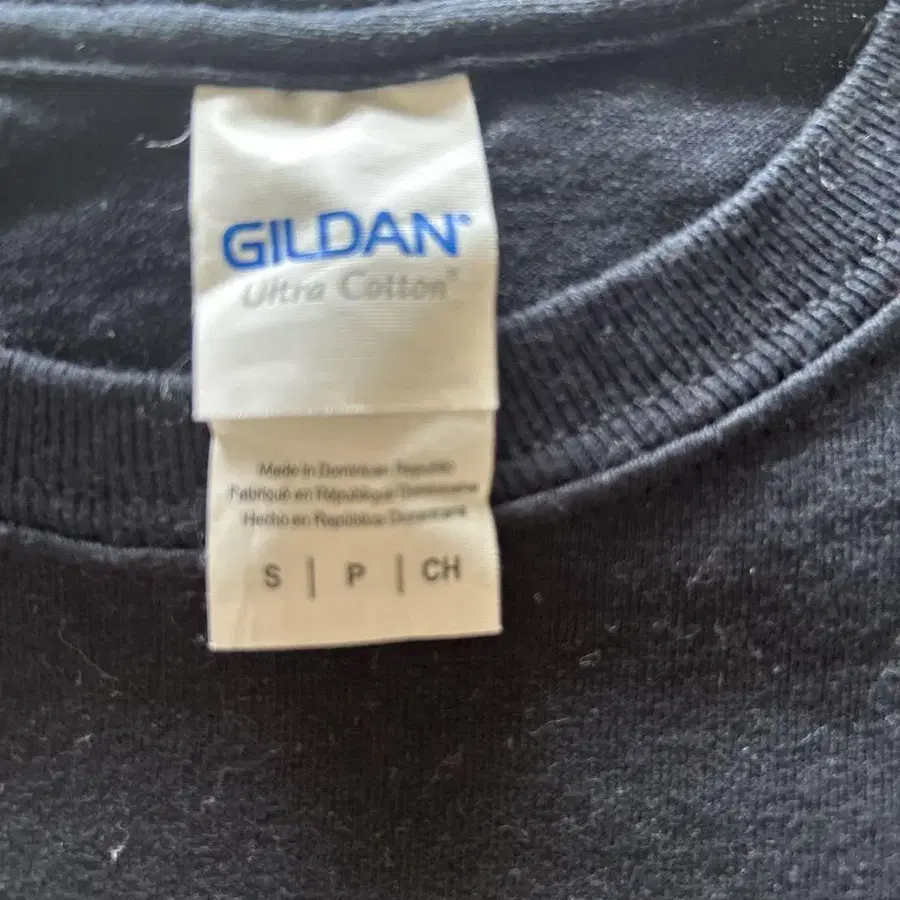 GILDAN®
Ultra Cotton®
Made in Dominican Republic
Fabriqué en République Dominicaine
Hecho en República Dominicana
S | P | CH